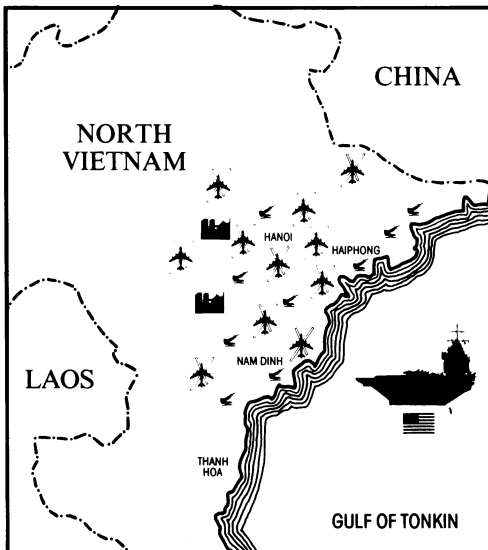 CHINA
NORTH
VIETNAM
HANOI
HAIPHONG
NAM DINH
LAOS
THANH
HOA
GULF OF TONKIN